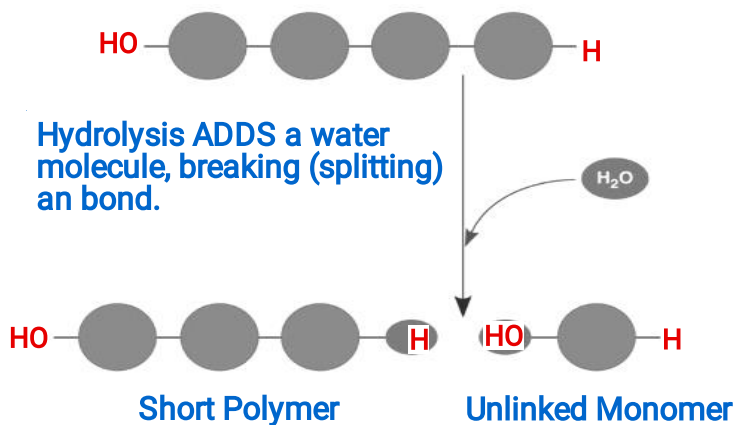 HO H
Hydrolysis ADDS a water
molecule, breaking (splitting)
an bond.
H₂O
HO H HO H
Short Polymer Unlinked Monomer